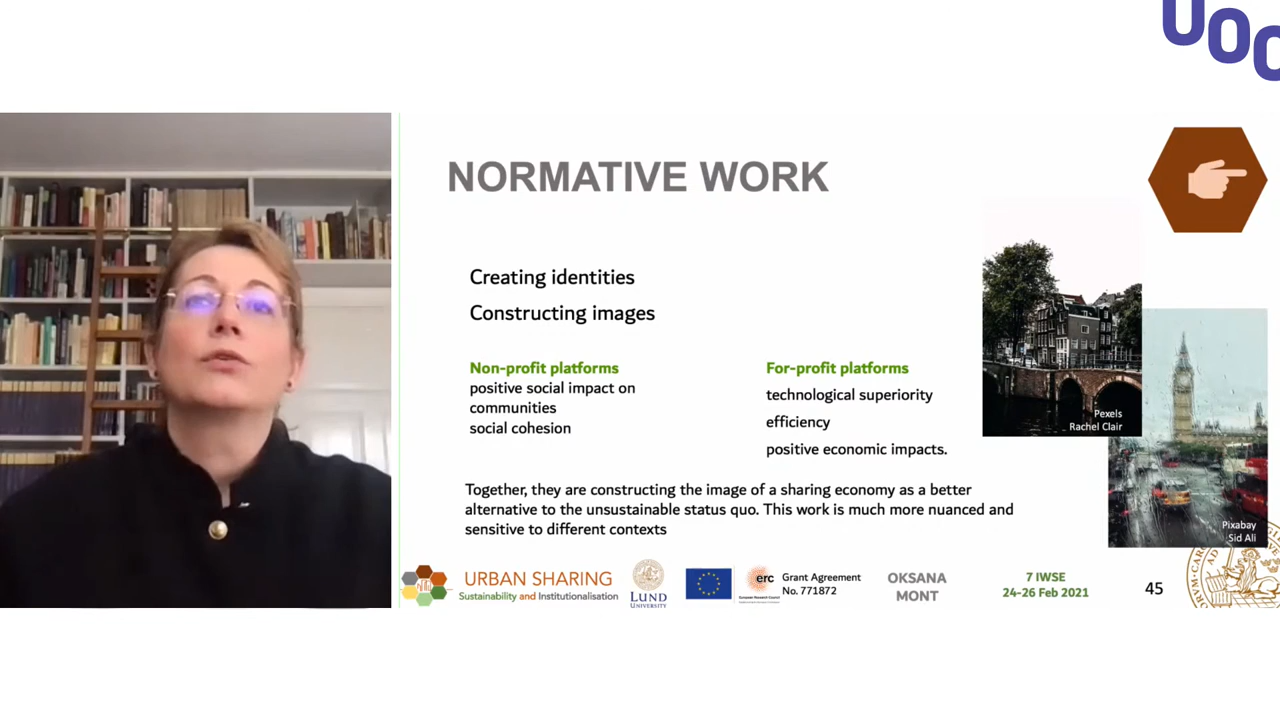 UOC
NORMATIVE WORK
Creating identities
Constructing images
Non-profit platforms
positive social impact on
communities
social cohesion
For-profit platforms
technological superiority
efficiency
positive economic impacts.
Pexels
Rachel Clair
Pixabay
Sid Ali
Together, they are constructing the image of a sharing economy as a better
alternative to the unsustainable status quo. This work is much more nuanced and
sensitive to different contexts
URBAN SHARING
Sustainability and Institutionalisation
LUND
UNIVERSITY
erc
European Research Council
Grant Agreement
No. 771872
OKSANA
MONT
7 IWSE
24-26 Feb 2021
45